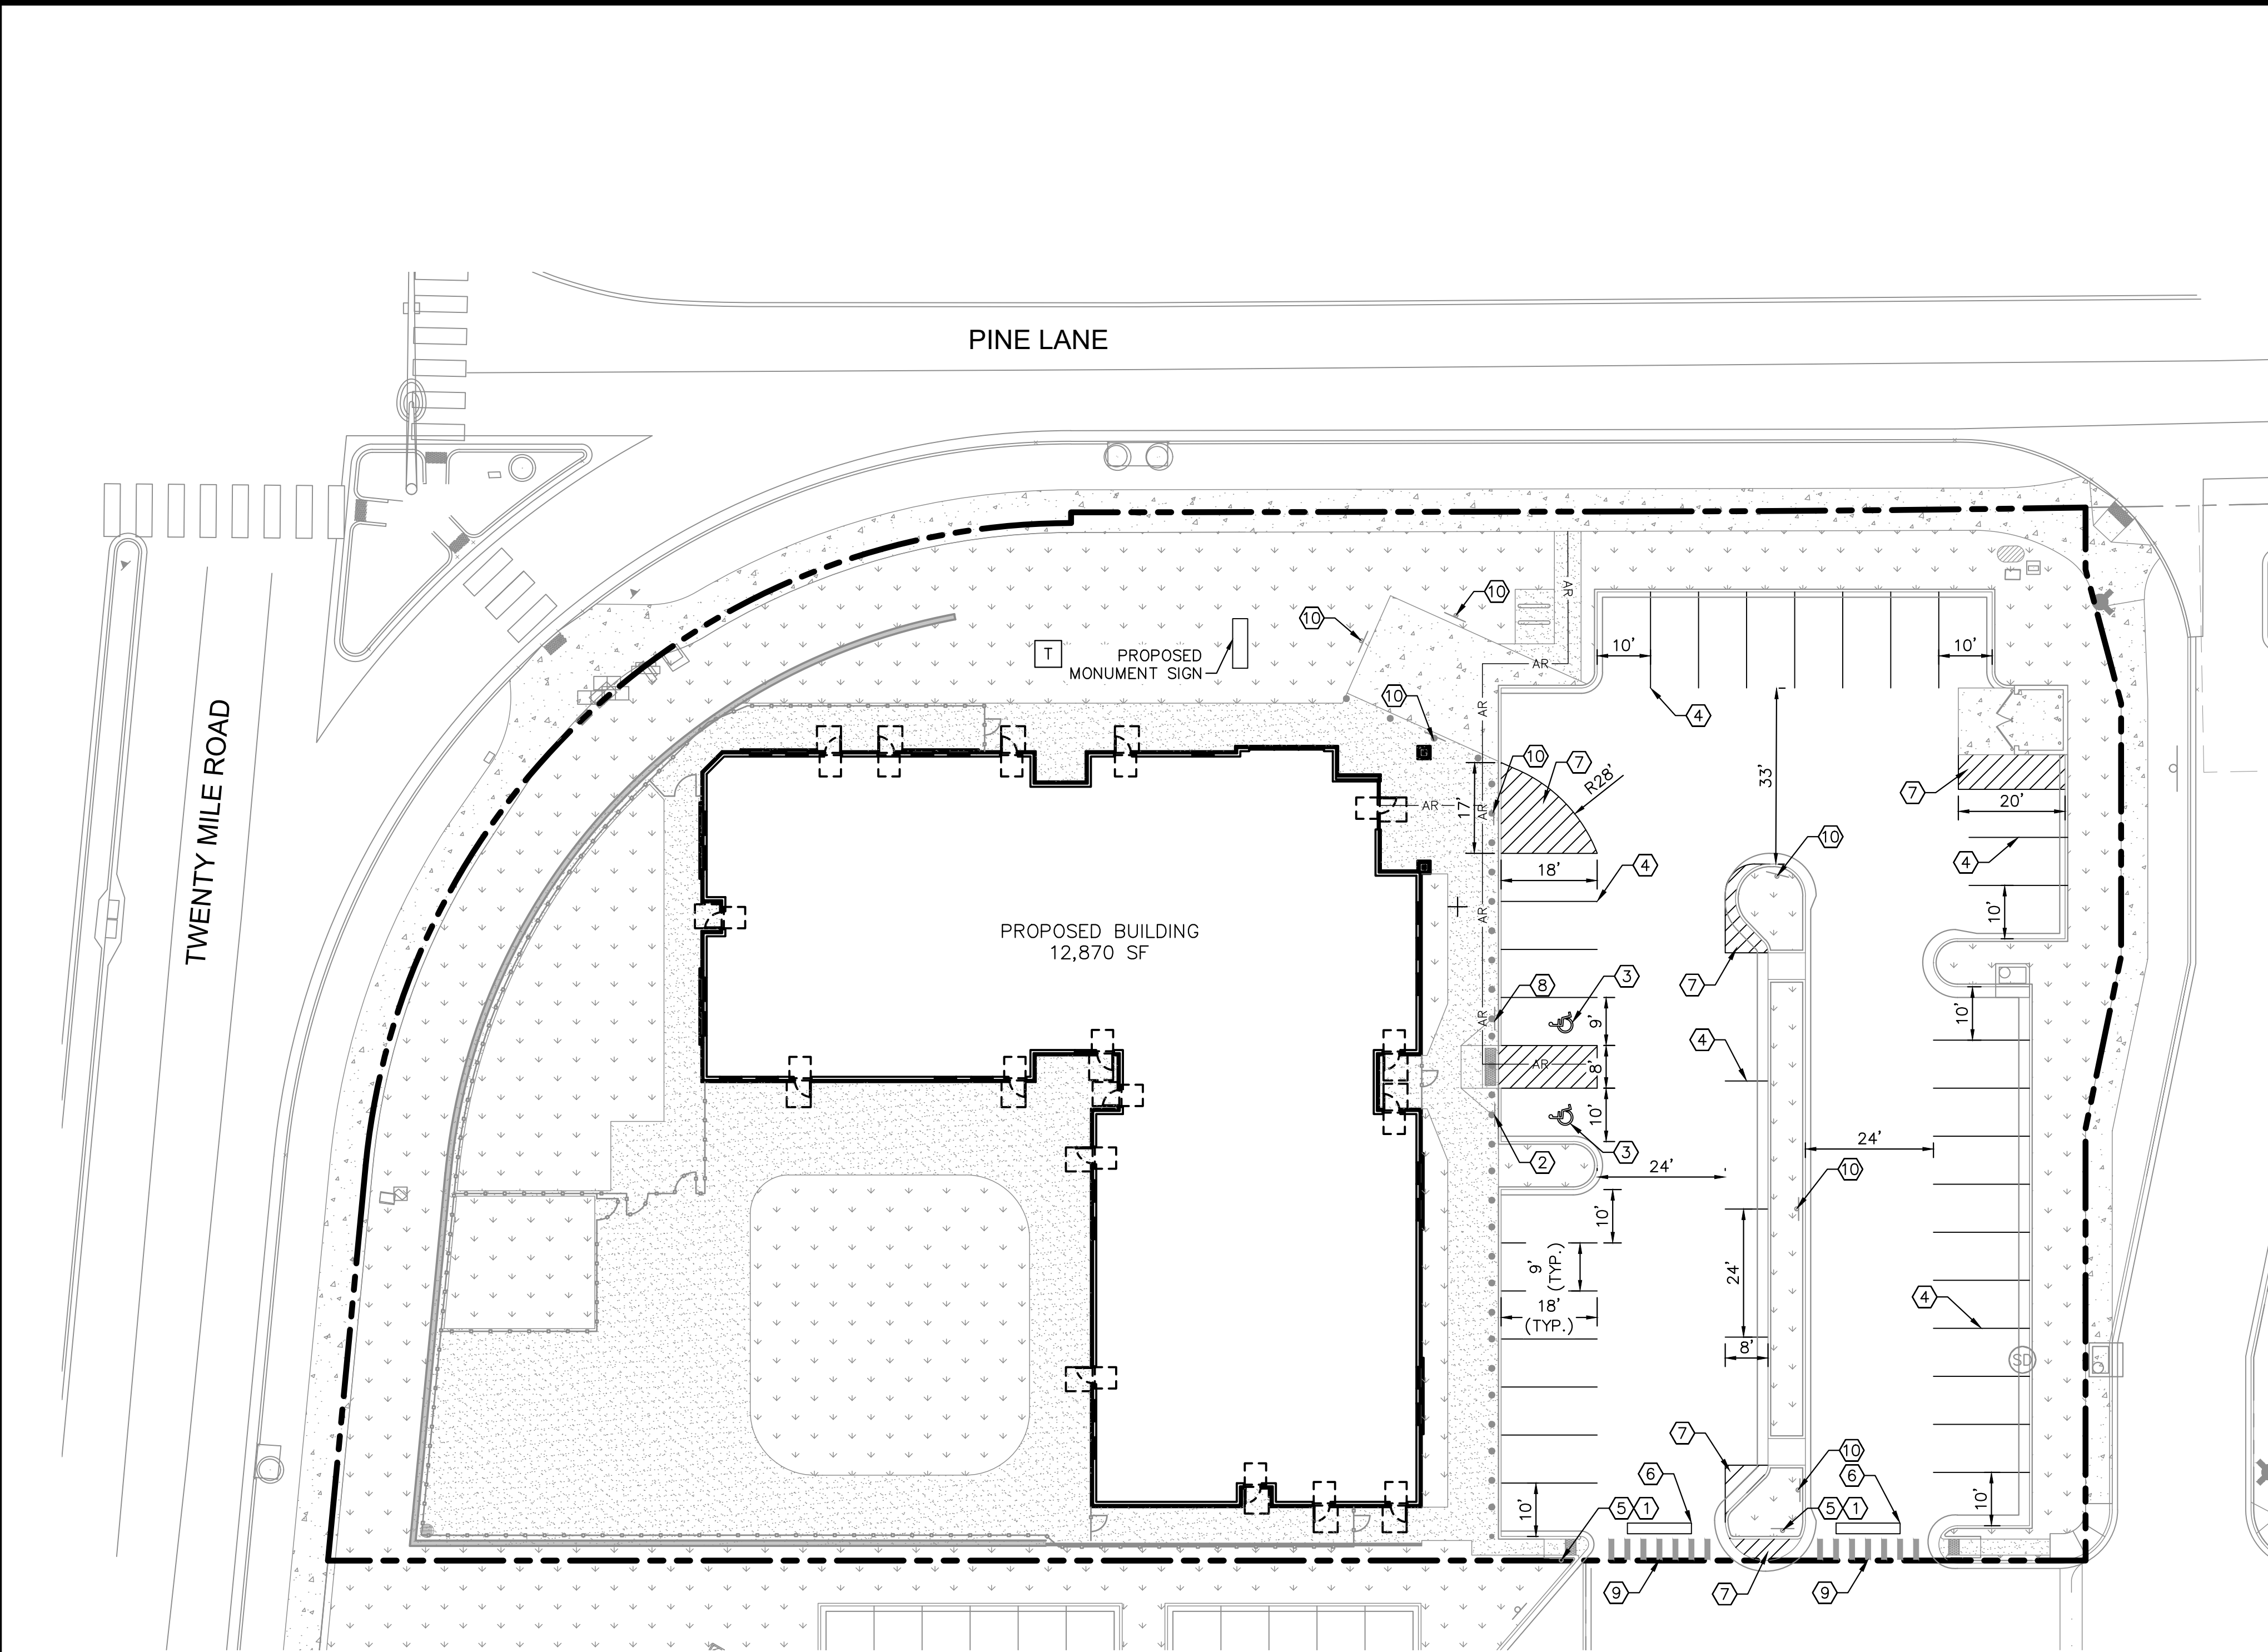 PINE LANE
TWENTY MILE ROAD
T
PROPOSED
MONUMENT SIGN
10
10
10
AR
AR
AR
10'
10'
4
10
7
R28'
17'
AR
AR
18'
4
33'
7
20'
4
10'
10
PROPOSED BUILDING
12,870 SF
AR
8
3
9'
AR
8'
AR
10'
3
2
7
4
10'
24'
24'
10
10'
9'
(TYP.)
18'
(TYP.)
24'
8'
4
SD
7
10
6
6
10'
5
1
5
1
10'
9
7
9